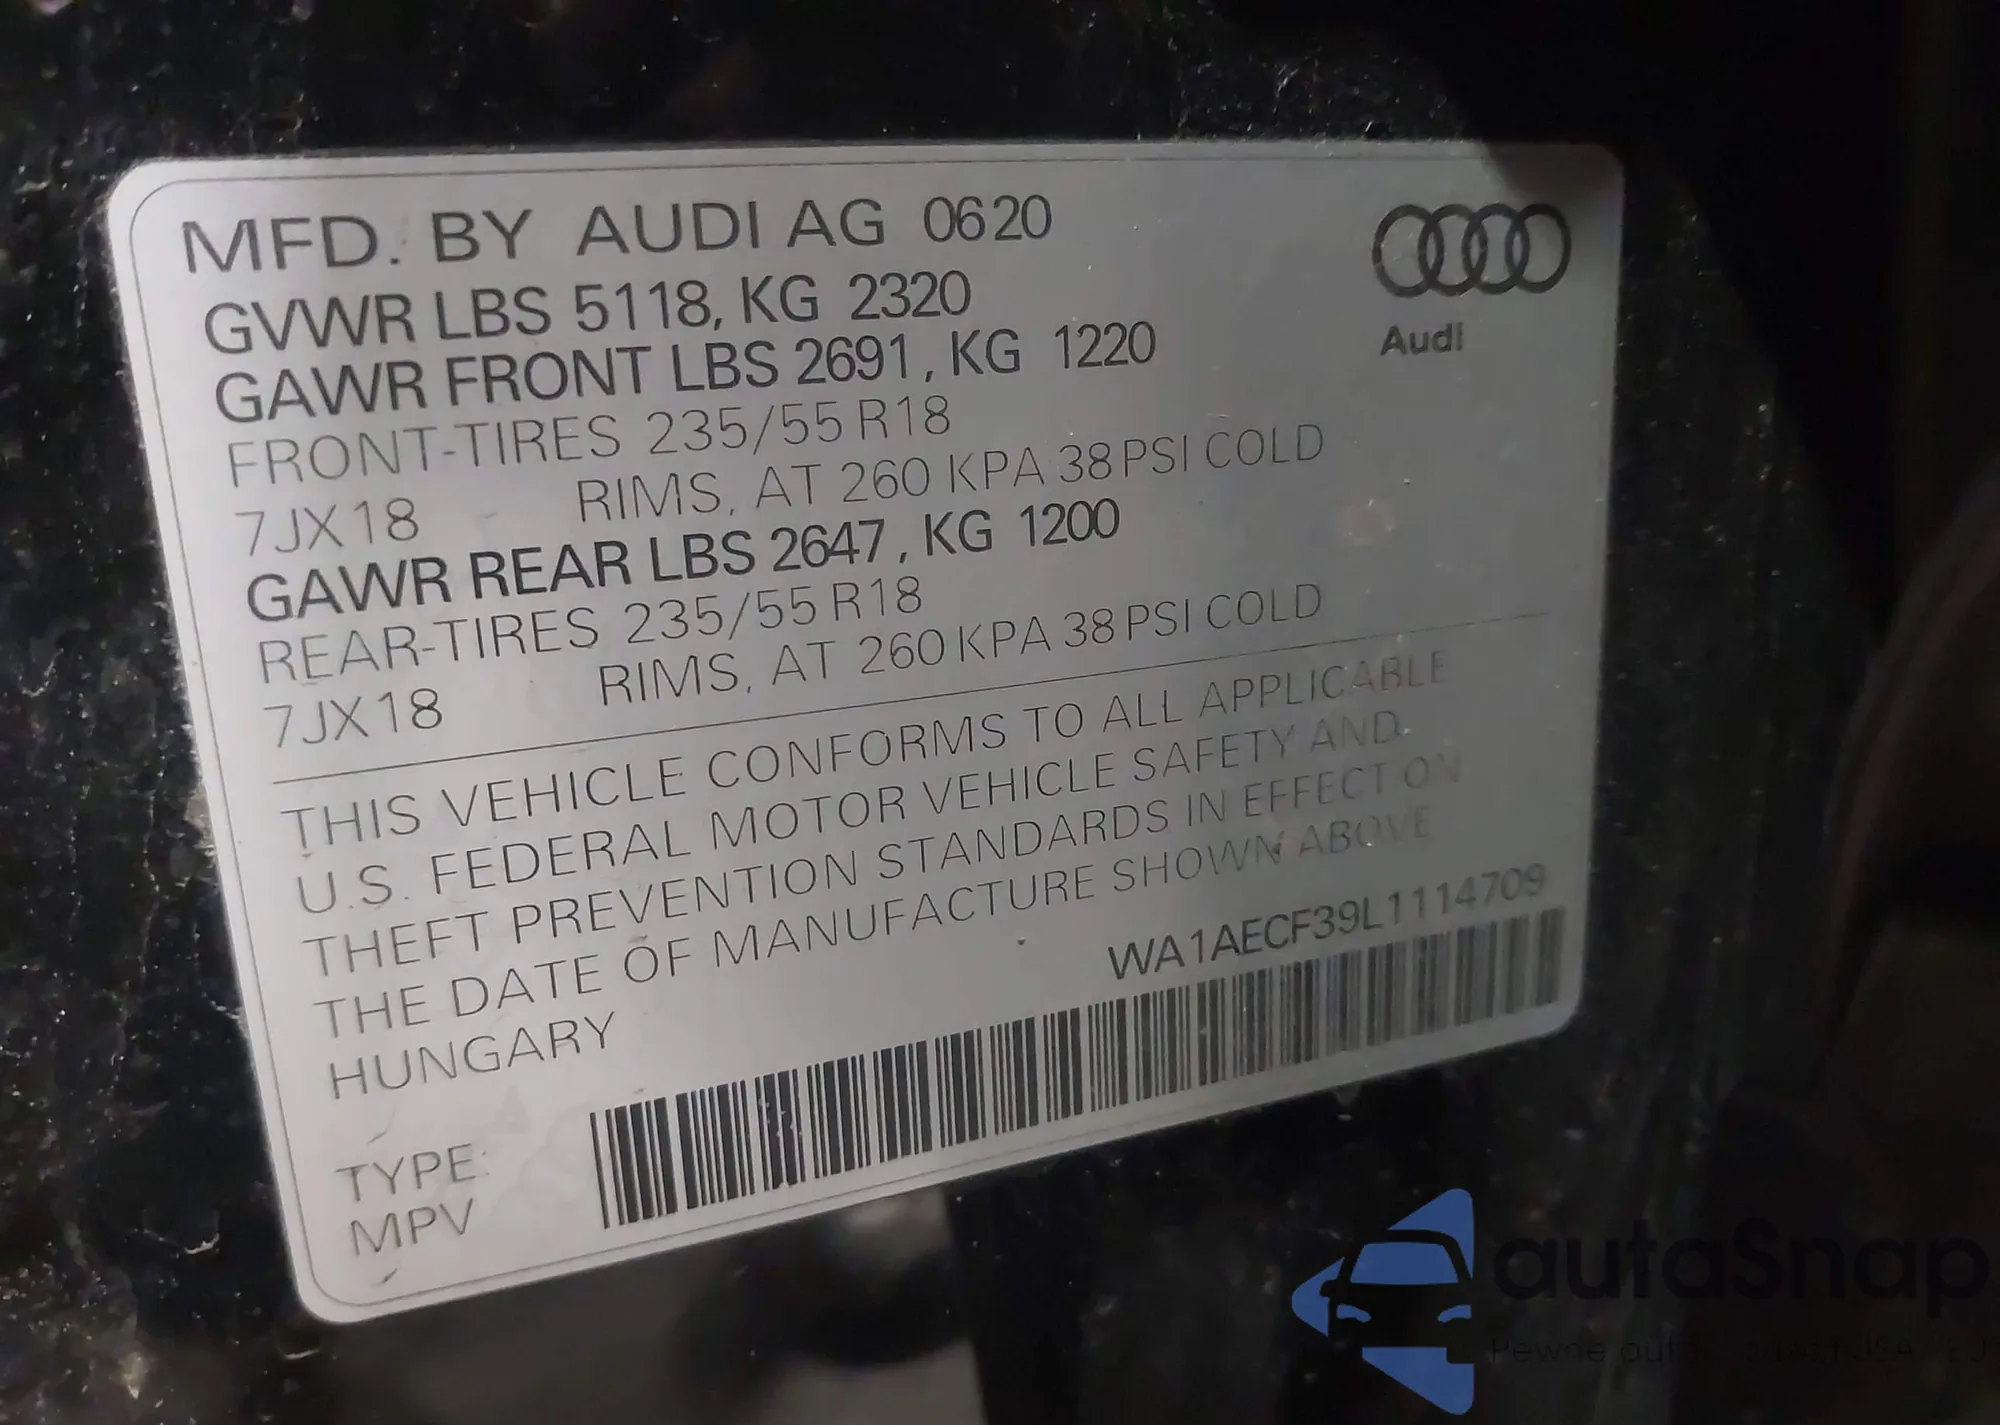 MFD. BY AUDI AG 0620
GVWR LBS 5118, KG 2320
GAWR FRONT LBS 2691, KG 1220
FRONT-TIRES 235/55 R18
7JX18 RIMS, AT 260 KPA 38 PSI COLD
GAWR REAR LBS 2647, KG 1200
REAR-TIRES 235/55 R18
7JX18 RIMS, AT 260 KPA 38 PSI COLD
Audi
THIS VEHICLE CONFORMS TO ALL APPLICABLE
U.S. FEDERAL MOTOR VEHICLE SAFETY AND
THEFT PREVENTION STANDARDS IN EFFECT ON
THE DATE OF MANUFACTURE SHOWN ABOVE
HUNGARY
WA1AECF39L1114709
TYPE:
MPV
autaSnap
Pewne